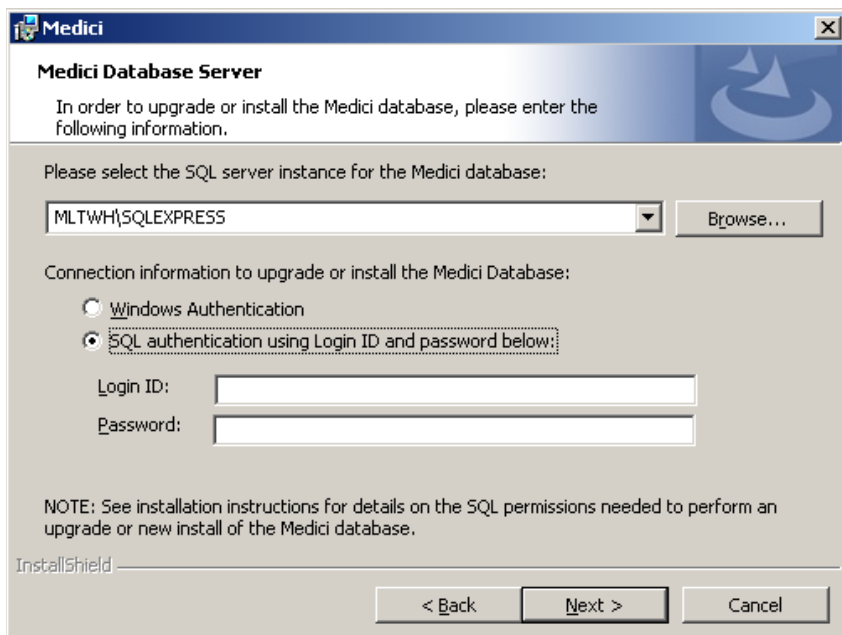 Medici
Medici Database Server
In order to upgrade or install the Medici database, please enter the
following information.
Please select the SQL server instance for the Medici database:
MLTWH\SQLEXPRESS
Browse...
Connection information to upgrade or install the Medici Database:
Windows Authentication
SQL authentication using Login ID and password below:
Login ID:
Password:
NOTE: See installation instructions for details on the SQL permissions needed to perform an
upgrade or new install of the Medici database.
InstallShield
< Back
Next >
Cancel